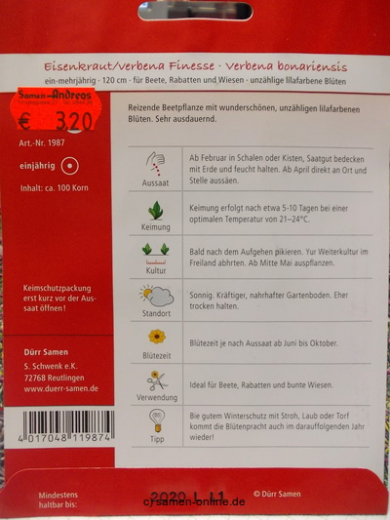 Eisenkraut/Verbena Finesse · Verbena bonariensis
ein-mehrjährig · 120 cm · für Beete, Rabatten und Wiesen · unzählige lilafarbene Blüten
Samen-Andreas
€ 3.20
Art.-Nr. 1987
einjährig
Inhalt: ca. 100 Korn
Reizende Beetpflanze mit wunderschönen, unzähligen lilafarbenen
Blüten. Sehr ausdauernd.
Aussaat
Ab Februar in Schalen oder Kisten, Saatgut bedecken
mit Erde und feucht halten. Ab April direkt an Ort und
Stelle aussäen.
Keimung
Keimung erfolgt nach etwa 5-10 Tagen bei einer
optimalen Temperatur von 21–24°C.
Kultur
Bald nach dem Aufgehen pikieren. Yur Weiterkultur im
Freiland abhrten. Ab Mitte Mai auspflanzen.
Standort
Sonnig. Kräftiger, nahrhafter Gartenboden. Eher
trocken halten.
Blütezeit
Blütezeit je nach Aussaat ab Juni bis Oktober.
Verwendung
Ideal für Beete, Rabatten und bunte Wiesen.
Tipp
Bie gutem Winterschutz mit Stroh, Laub oder Torf
kommt die Blütenpracht auch im darauffolgenden Jahr
wieder!
Keimschutzpackung
erst kurz vor der Aus-
saat öffnen!
Dürr Samen
S. Schwenk e.K.
72768 Reutlingen
www.duerr-samen.de
4 017048 119874
Mindestens
haltbar bis:
2020
c) samen-online.de
© Dürr Samen